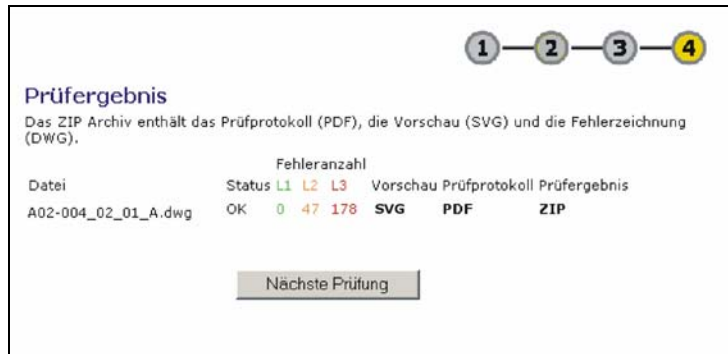 1 2 3 4
Prüfergebnis
Das ZIP Archiv enthält das Prüfprotokoll (PDF), die Vorschau (SVG) und die Fehlerzeichnung
(DWG).
Fehleranzahl
Datei Status L1 L2 L3 Vorschau Prüfprotokoll Prüfergebnis
A02-004_02_01_A.dwg OK 0 47 178 SVG PDF ZIP
Nächste Prüfung